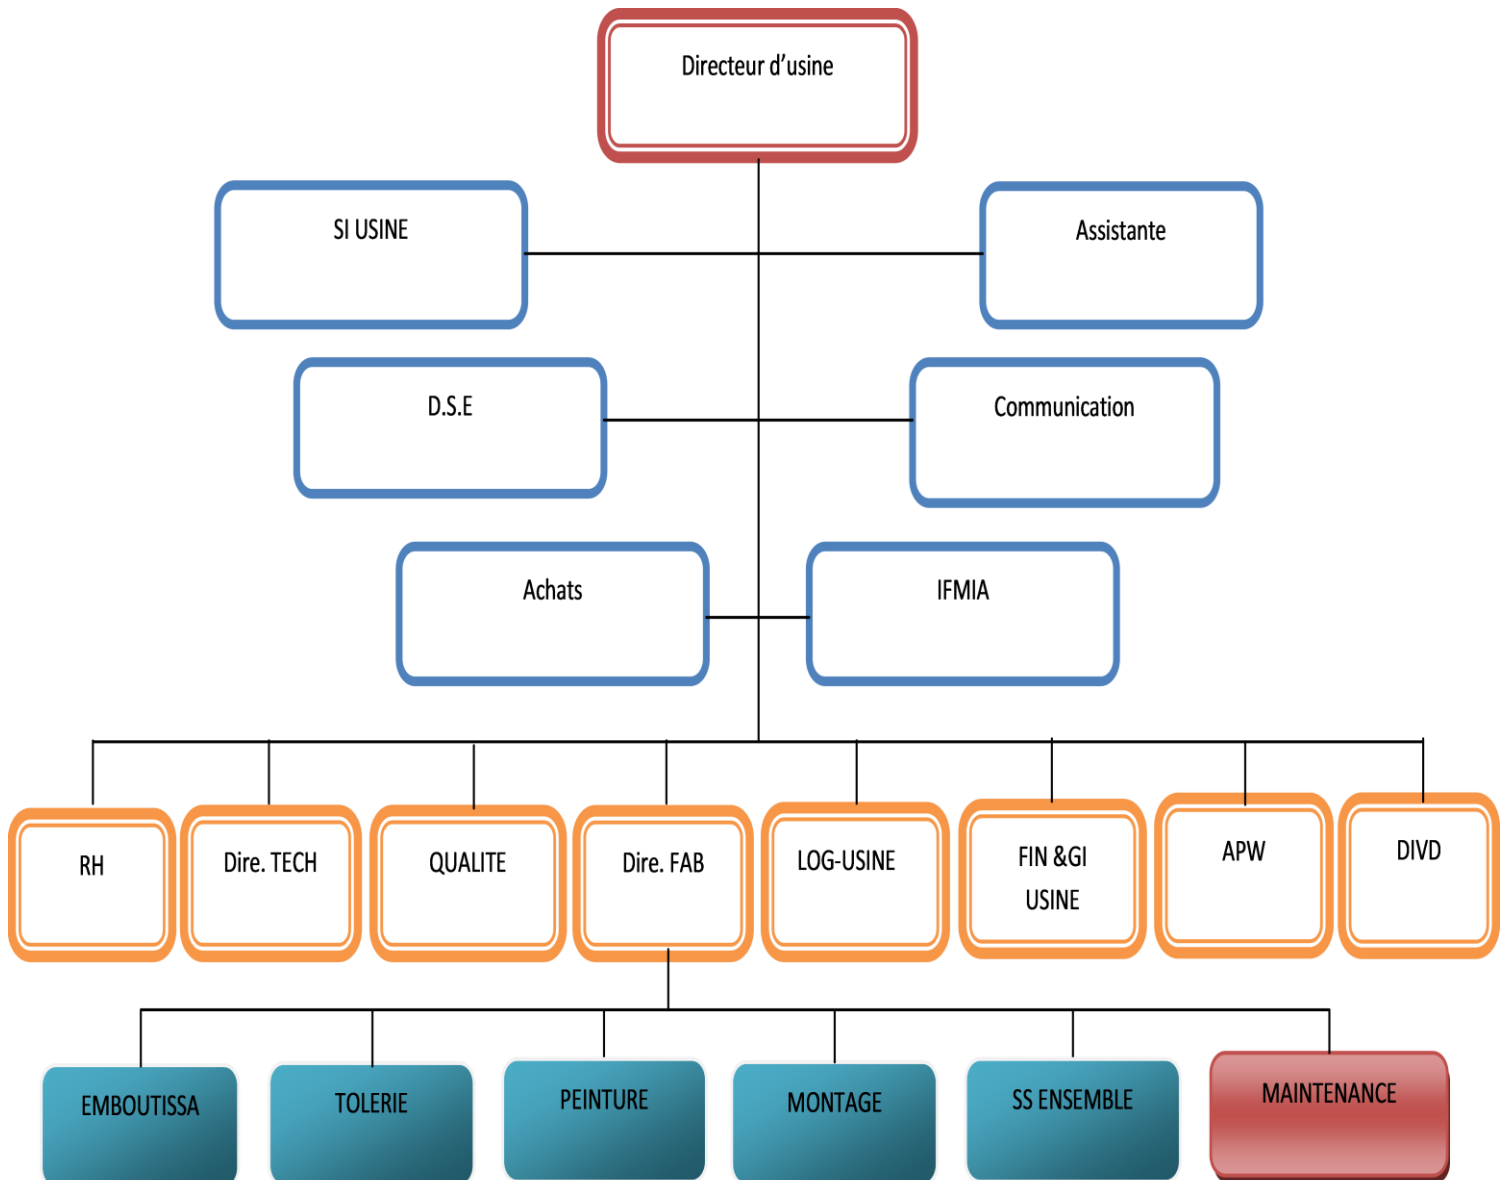 Directeur d’usine
SI USINE
Assistante
D.S.E
Communication
Achats
IFMIA
RH
Dire. TECH
QUALITE
Dire. FAB
LOG-USINE
FIN &GI
USINE
APW
DIVD
EMBOUTISSA
TOLERIE
PEINTURE
MONTAGE
SS ENSEMBLE
MAINTENANCE